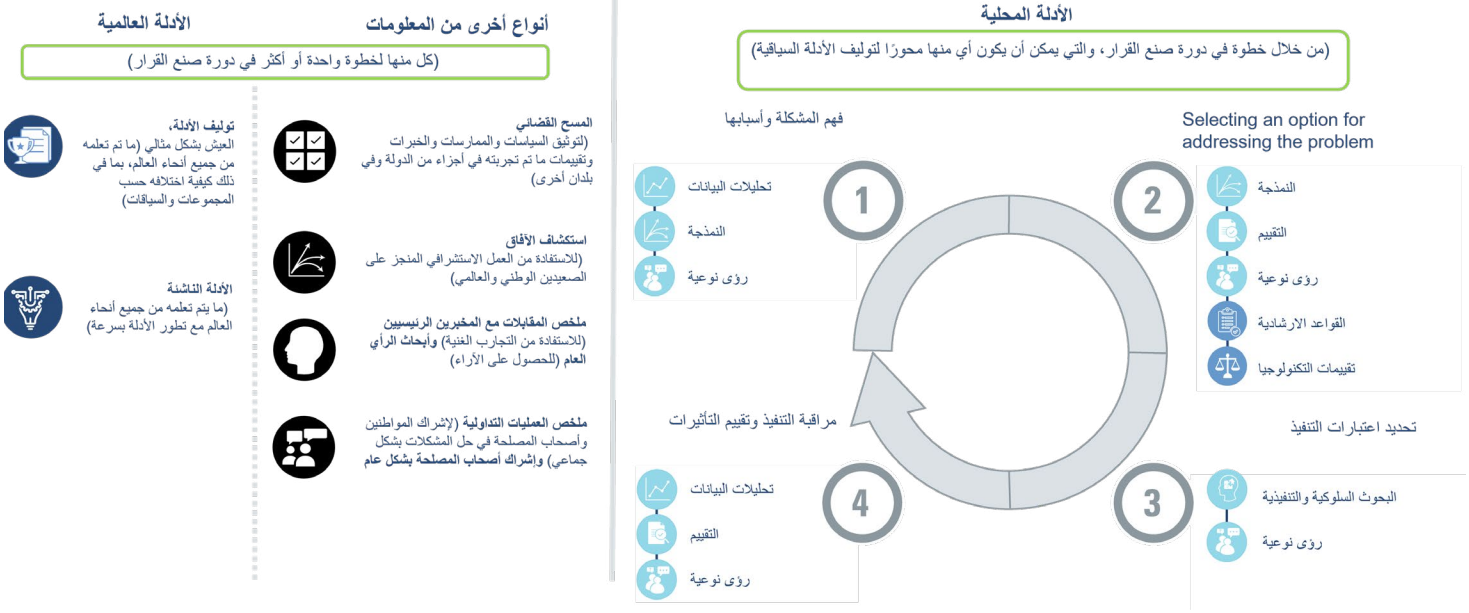 الأدلة المحلية
(من خلال خطوة في دورة صنع القرار، والتي يمكن أن يكون أي منها محورًا لتوليف الأدلة السياقية)
فهم المشكلة وأسبابها
1
تحليلات البيانات
النمذجة
رؤى نوعية
Selecting an option for
addressing the problem
2
النمذجة
التقييم
رؤى نوعية
القواعد الارشادية
تقييمات التكنولوجيا
تحديد اعتبارات التنفيذ
3
البحوث السلوكية والتنفيذية
رؤى نوعية
مراقبة التنفيذ وتقييم التأثيرات
4
تحليلات البيانات
التقييم
رؤى نوعية
أنواع أخرى من المعلومات
الأدلة العالمية
(كل منها لخطوة واحدة أو أكثر في دورة صنع القرار)
المسح القضائي
(لتوثيق السياسات والممارسات والخبرات
وتقييمات ما تم تجربته في أجزاء من الدولة وفي
بلدان أخرى)
استكشاف الآفاق
(للاستفادة من العمل الاستشرافي المنجز على
الصعيدين الوطني والعالمي)
ملخص المقابلات مع المخبرين الرئيسيين
(للاستفادة من التجارب الغنية) وأبحاث الرأي
العام (للحصول على الآراء)
ملخص العمليات التداولية (لإشراك المواطنين
وأصحاب المصلحة في حل المشكلات بشكل
جماعي) وإشراك أصحاب المصلحة بشكل عام
توليف الأدلة،
العيش بشكل مثالي (ما تم تعلمه
من جميع أنحاء العالم، بما في
ذلك كيفية اختلافه حسب
المجموعات والسياقات)
الأدلة الناشئة
(ما يتم تعلمه من جميع أنحاء
العالم مع تطور الأدلة بسرعة)